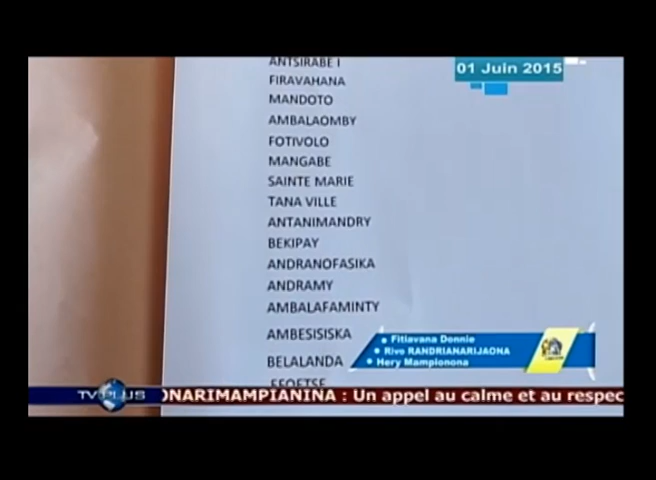 ANTSIRABE I
01 Juin 2015
FIRAVAHANA
MANDOTO
AMBALAOMBY
FOTIVOLO
MANGABE
SAINTE MARIE
TANA VILLE
ANTANIMANDRY
BEKIPAY
ANDRANOFASIKA
ANDRAMY
AMBALAFAMINTY
AMBESISISKA
BELALANDA
• Fitiavana Donnie
• Rivo RANDRIANARIJAONA
• Hery Mampionona
EFOETSE
TV PLUS
ONARIMAMPIANINA : Un appel au calme et au respec